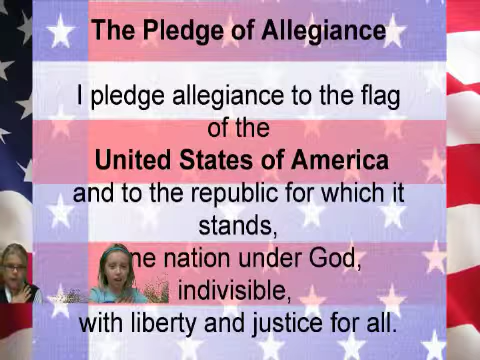 The Pledge of Allegiance
I pledge allegiance to the flag
of the
United States of America
and to the republic for which it
stands,
nation under God,
indivisible,
with liberty and justice for all.